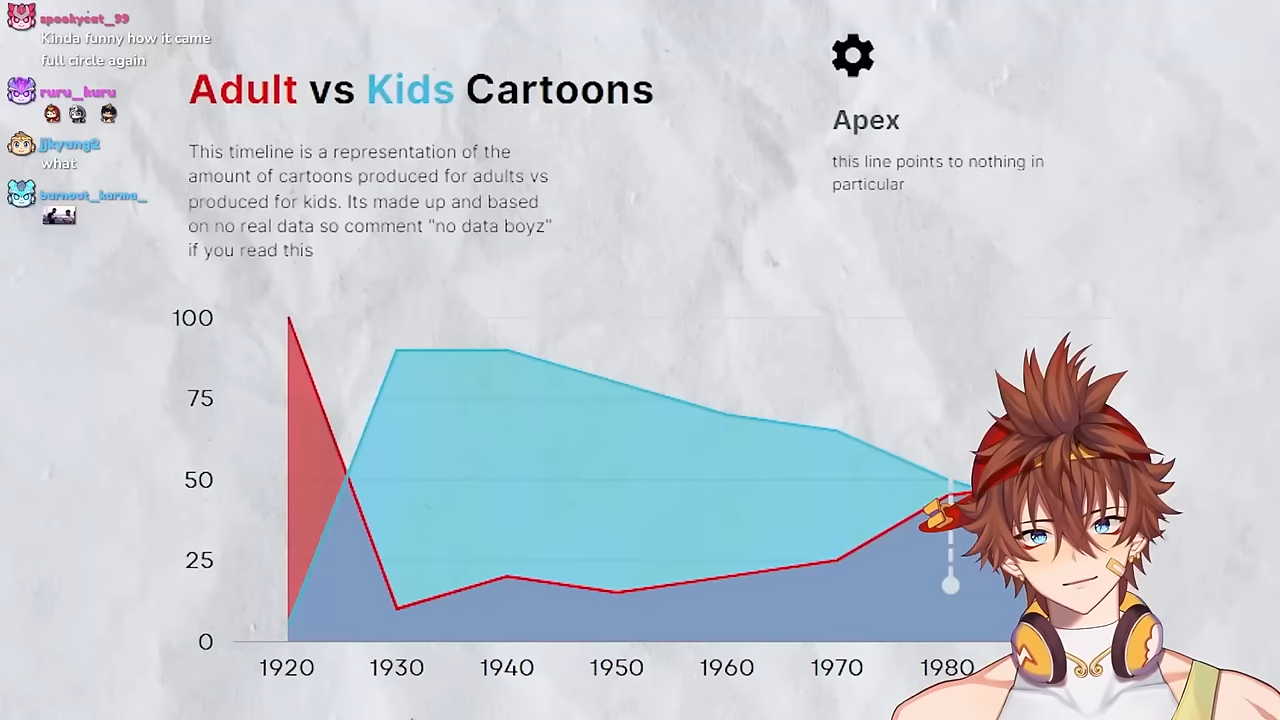 spookycat_99
Kinda funny how it came
full circle again
ruru_kuru
jjkyung2
what
burnout_karma_
Adult vs Kids Cartoons
This timeline is a representation of the
amount of cartoons produced for adults vs
produced for kids. Its made up and based
on no real data so comment "no data boyz"
if you read this
Apex
this line points to nothing in
particular
100
75
50
25
0
1920 1930 1940 1950 1960 1970 1980